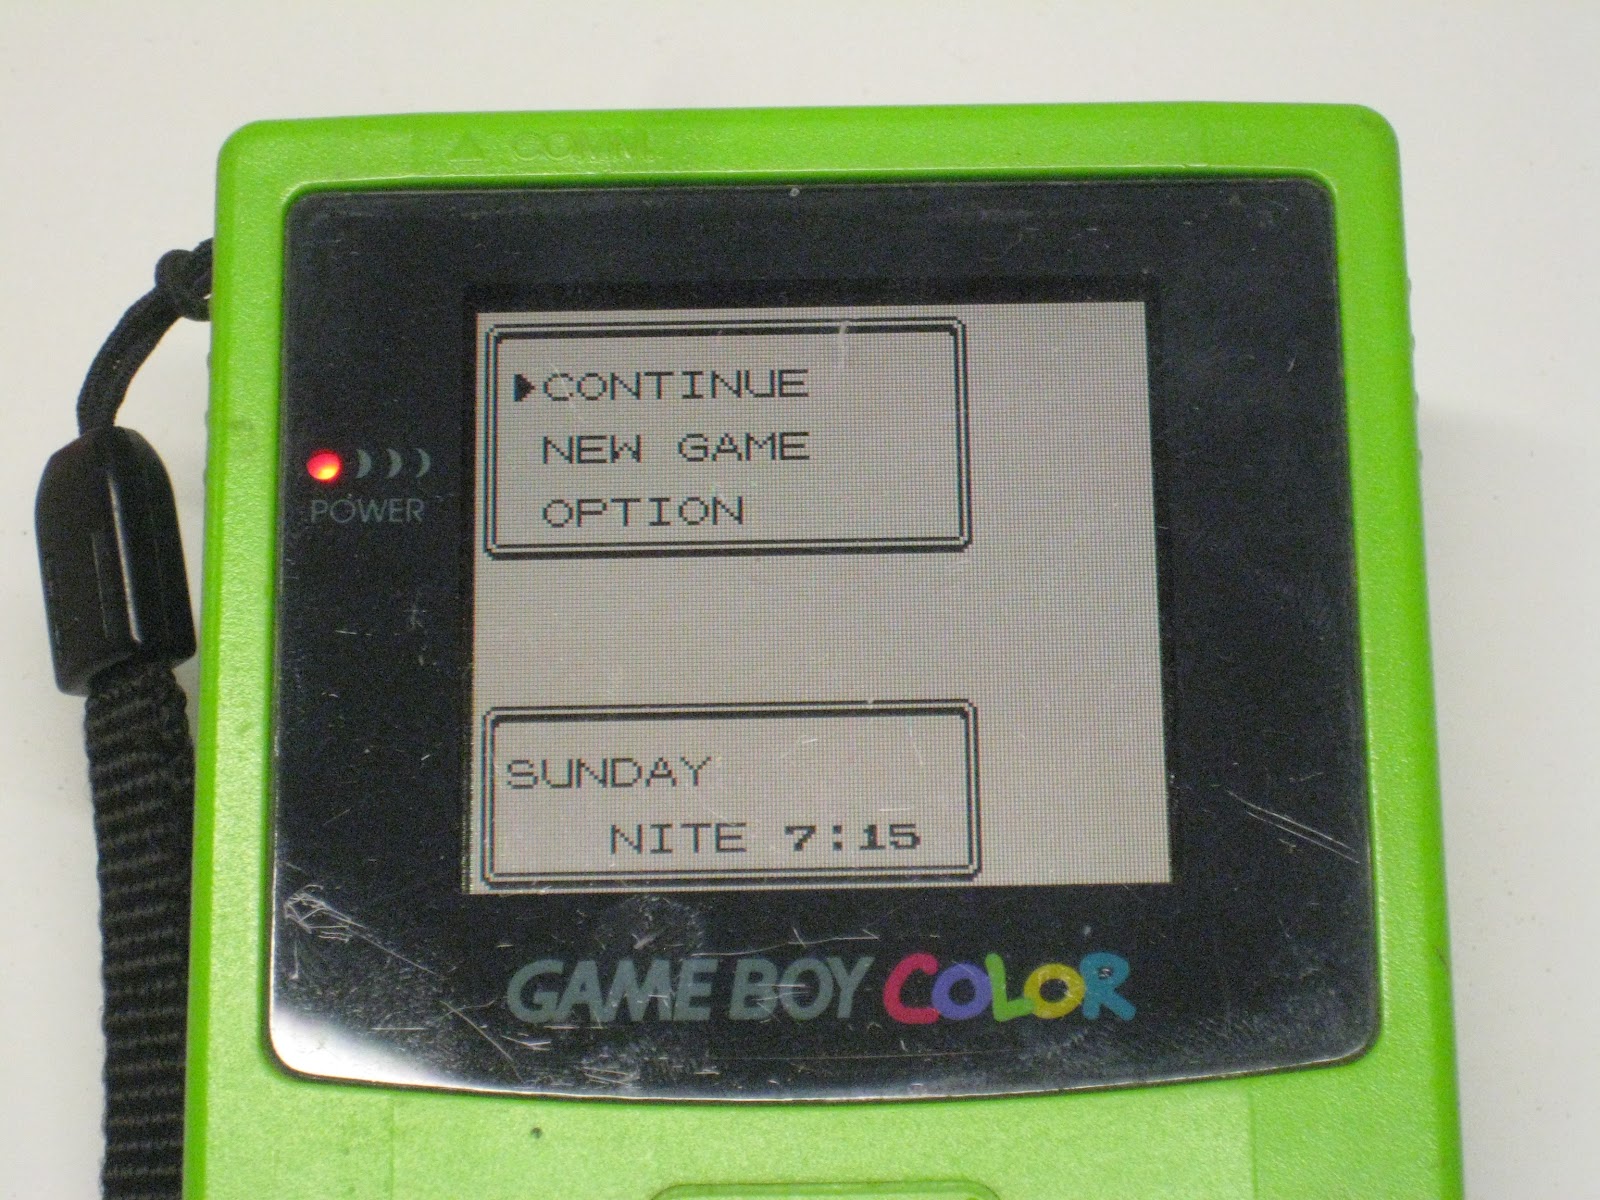 COMM.
▶CONTINUE
NEW GAME
OPTION
POWER
SUNDAY
NITE 7:15
GAME BOY COLOR